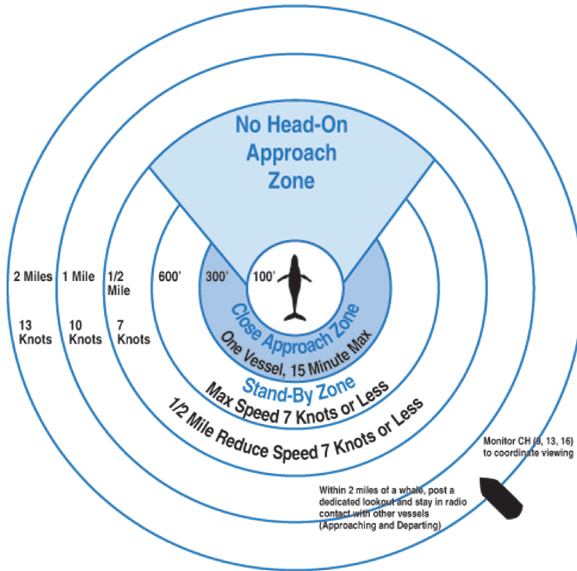 No Head-On
Approach
Zone
2 Miles
1 Mile
1/2
Mile
600'
300'
100'
13
Knots
10
Knots
7
Knots
Close Approach Zone
One Vessel, 15 Minute Max
Stand-By Zone
Max Speed 7 Knots or Less
1/2 Mile Reduce Speed 7 Knots or Less
Monitor CH (9, 13, 16)
to coordinate viewing
Within 2 miles of a whale, post a
dedicated lookout and stay in radio
contact with other vessels
(Approaching and Departing)